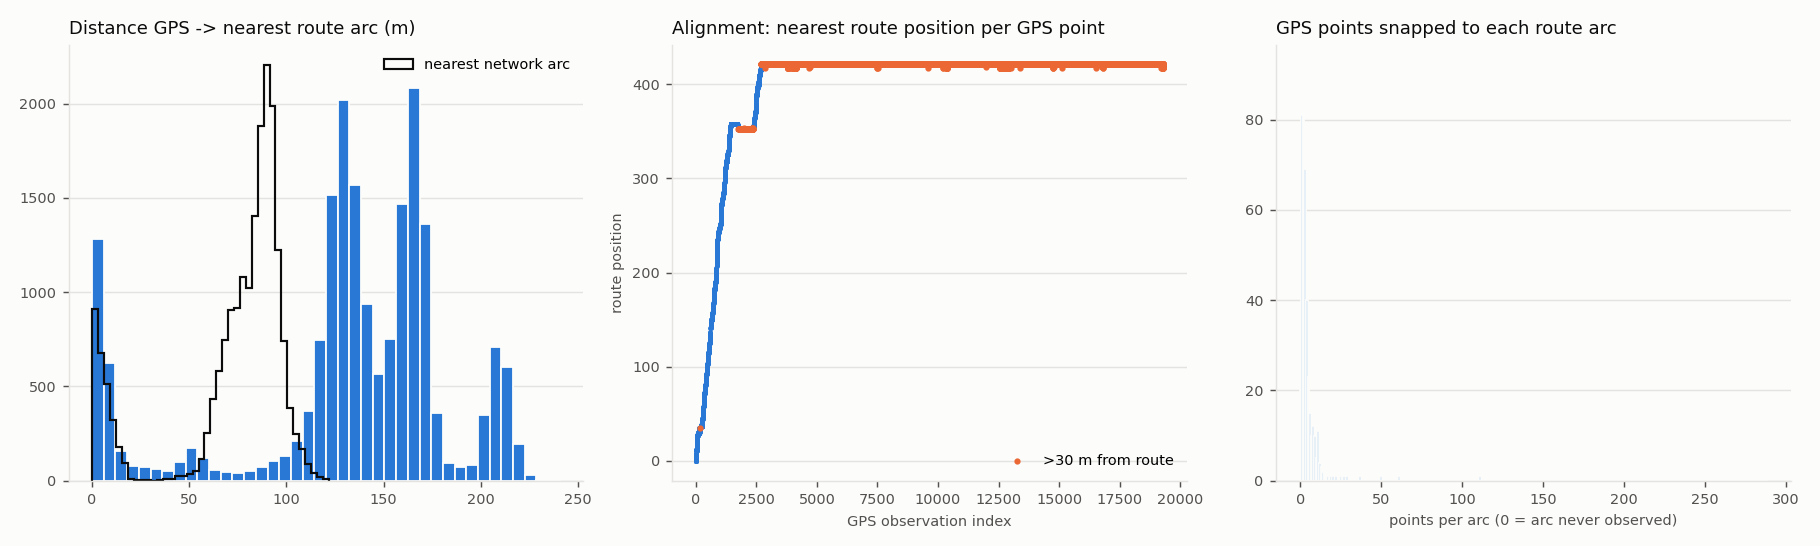 Distance GPS -> nearest route arc (m)
nearest network arc
2000
1500
1000
500
0
0 50 100 150 200 250
Alignment: nearest route position per GPS point
route position
400
300
200
100
0
>30 m from route
0 2500 5000 7500 10000 12500 15000 17500 20000
GPS observation index
GPS points snapped to each route arc
80
60
40
20
0
0 50 100 150 200 250 300
points per arc (0 = arc never observed)